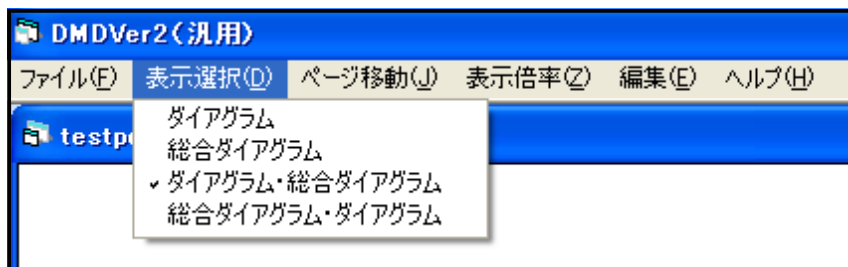 DMDVer2(汎用)
ファイル(F) 表示選択(D) ページ移動(J) 表示倍率(Z) 編集(E) ヘルプ(H)
testp
ダイアグラム
総合ダイアグラム
ダイアグラム・総合ダイアグラム
総合ダイアグラム・ダイアグラム